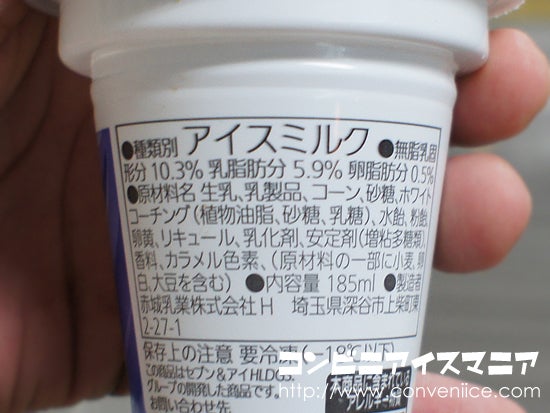 ●種類別 アイスミルク ●無脂乳固
形分 10.3% 乳脂肪分 5.9% 卵脂肪分 0.5%
●原材料名 生乳、乳製品、コーン、砂糖、ホワイト
コーチング(植物油脂、砂糖、乳糖)、水飴、粉飴、
卵黄、リキュール、乳化剤、安定剤(増粘多糖類)、
香料、カラメル色素、(原材料の一部に小麦、卵
白、大豆を含む) ●内容量 185ml ●製造者
赤城乳業株式会社H 埼玉県深谷市上柴町東
2-27-1
保存上の注意 要冷凍(-18℃以下)
この商品はセブン&アイHLDGS.
グループの開発した商品です。
お問い合わせ先
コンビニアイスマニア
http://www.conveniice.com/